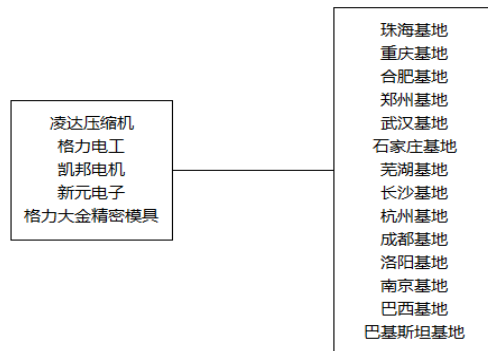 凌达压缩机
格力电工
凯邦电机
新元电子
格力大金精密模具
珠海基地
重庆基地
合肥基地
郑州基地
武汉基地
石家庄基地
芜湖基地
长沙基地
杭州基地
成都基地
洛阳基地
南京基地
巴西基地
巴基斯坦基地